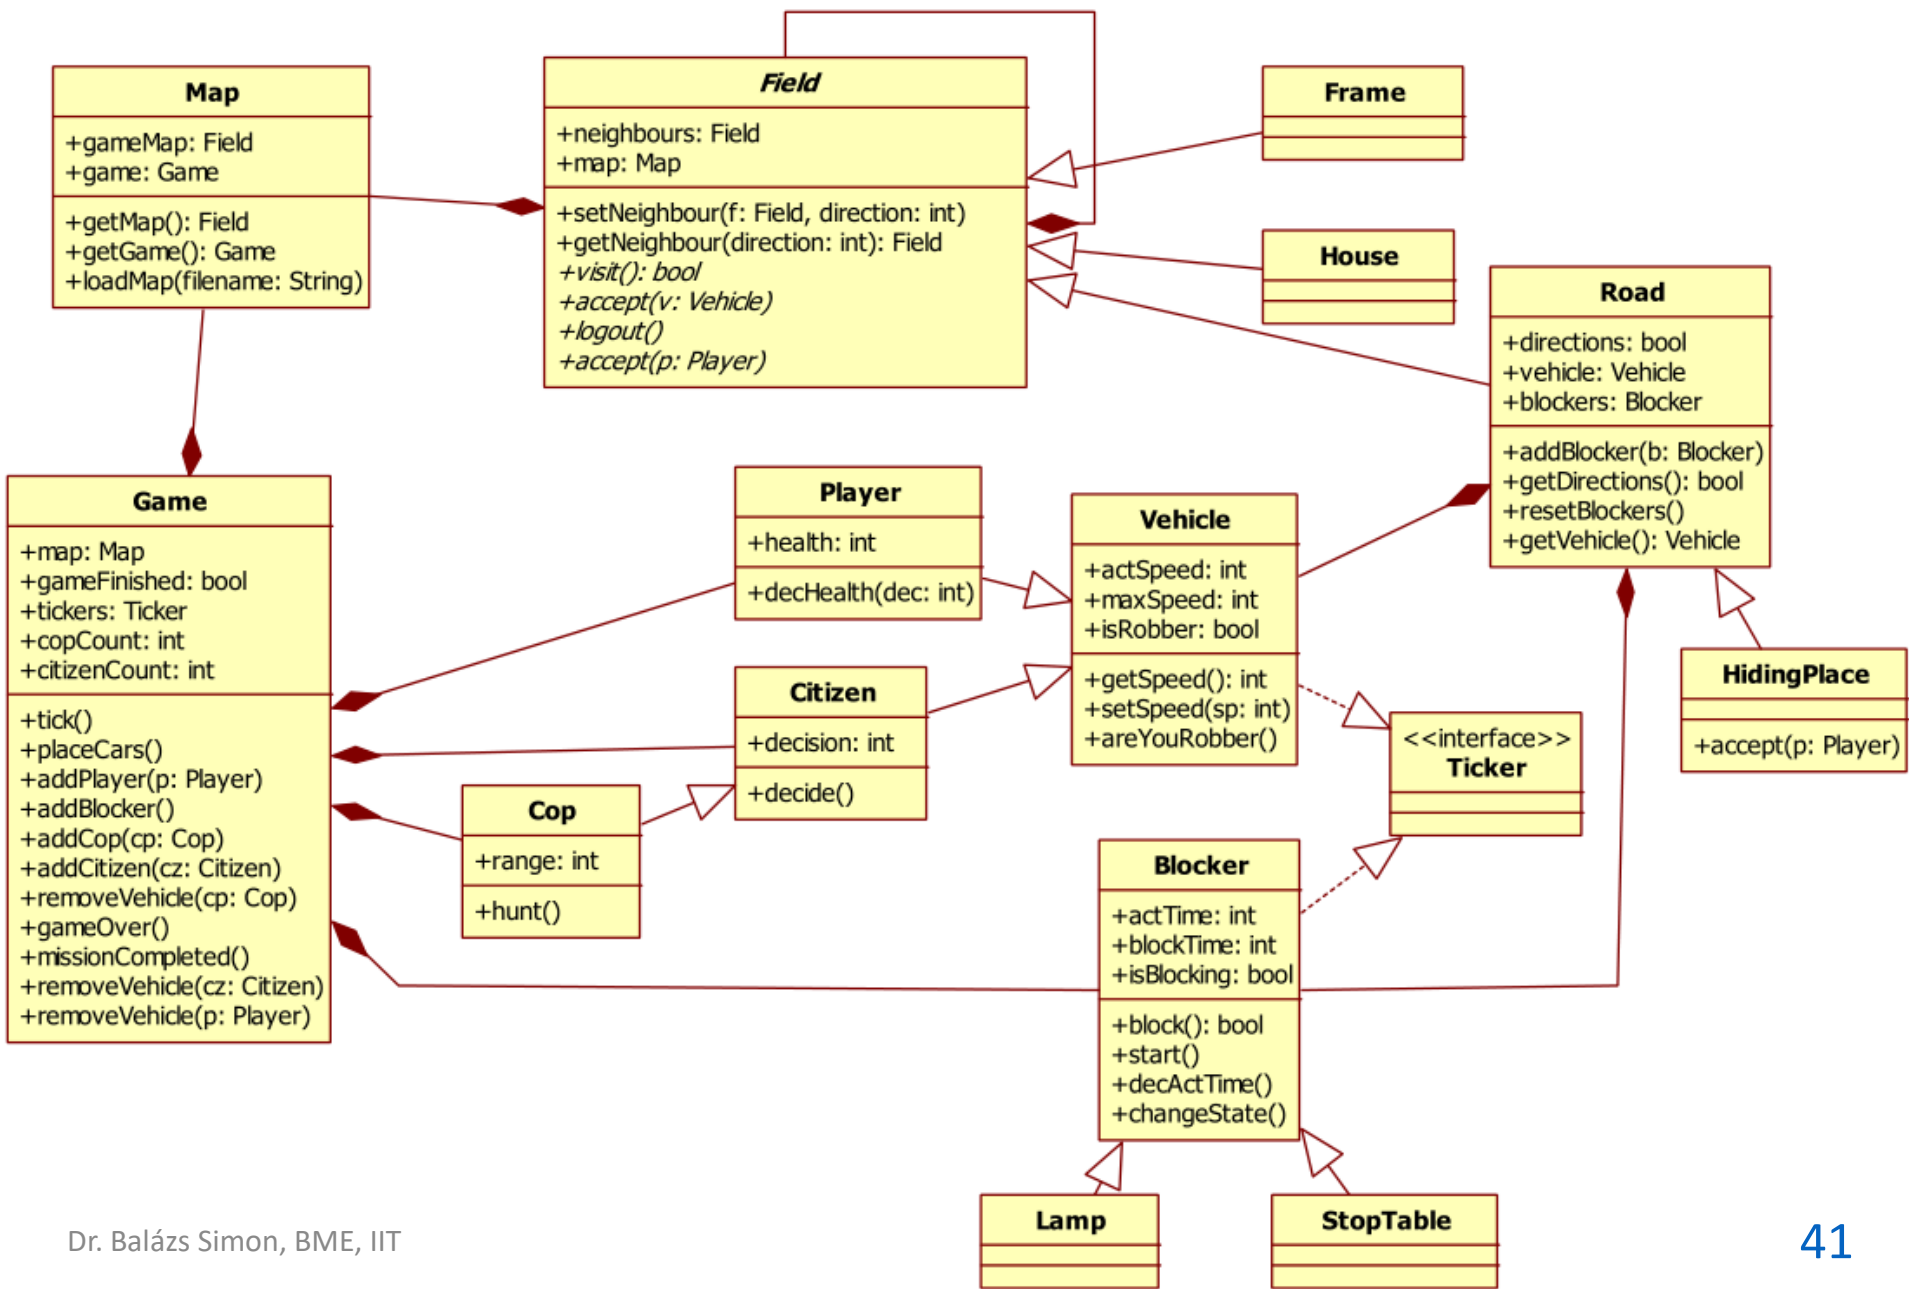 Map
+gameMap: Field
+game: Game
+getMap(): Field
+getGame(): Game
+loadMap(filename: String)
Field
+neighbours: Field
+map: Map
+setNeighbour(f: Field, direction: int)
+getNeighbour(direction: int): Field
+visit(): bool
+accept(v: Vehicle)
+logout()
+accept(p: Player)
Frame
House
Road
+directions: bool
+vehicle: Vehicle
+blockers: Blocker
+addBlocker(b: Blocker)
+getDirections(): bool
+resetBlockers()
+getVehicle(): Vehicle
Game
+map: Map
+gameFinished: bool
+tickers: Ticker
+copCount: int
+citizenCount: int
+tick()
+placeCars()
+addPlayer(p: Player)
+addBlocker()
+addCop(cp: Cop)
+addCitizen(cz: Citizen)
+removeVehicle(cp: Cop)
+gameOver()
+missionCompleted()
+removeVehicle(cz: Citizen)
+removeVehicle(p: Player)
Player
+health: int
+decHealth(dec: int)
Vehicle
+actSpeed: int
+maxSpeed: int
+isRobber: bool
+getSpeed(): int
+setSpeed(sp: int)
+areYouRobber()
Citizen
+decision: int
+decide()
Cop
+range: int
+hunt()
HidingPlace
+accept(p: Player)
<<interface>>
Ticker
Blocker
+actTime: int
+blockTime: int
+isBlocking: bool
+block(): bool
+start()
+decActTime()
+changeState()
Lamp
StopTable
Dr. Balázs Simon, BME, IIT
41